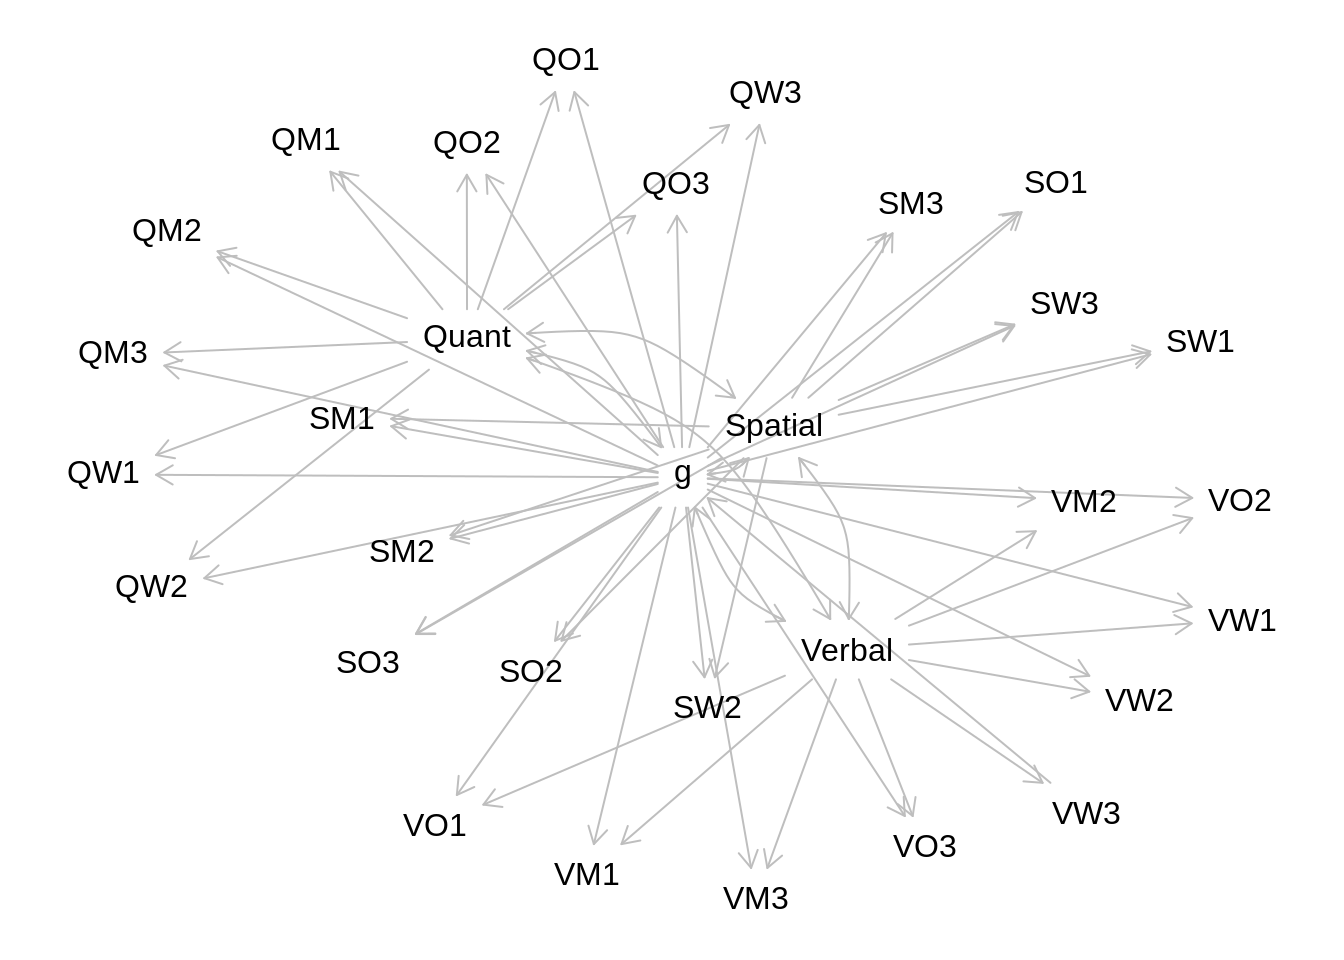 QO1
QW3
QM1
QO2
QO3
SO1
SM3
QM2
SW3
Quant
SW1
QM3
SM1
Spatial
QW1
g
VM2
VO2
SM2
QW2
VW1
Verbal
SO3
SO2
VW2
SW2
VW3
VO1
VO3
VM1
VM3